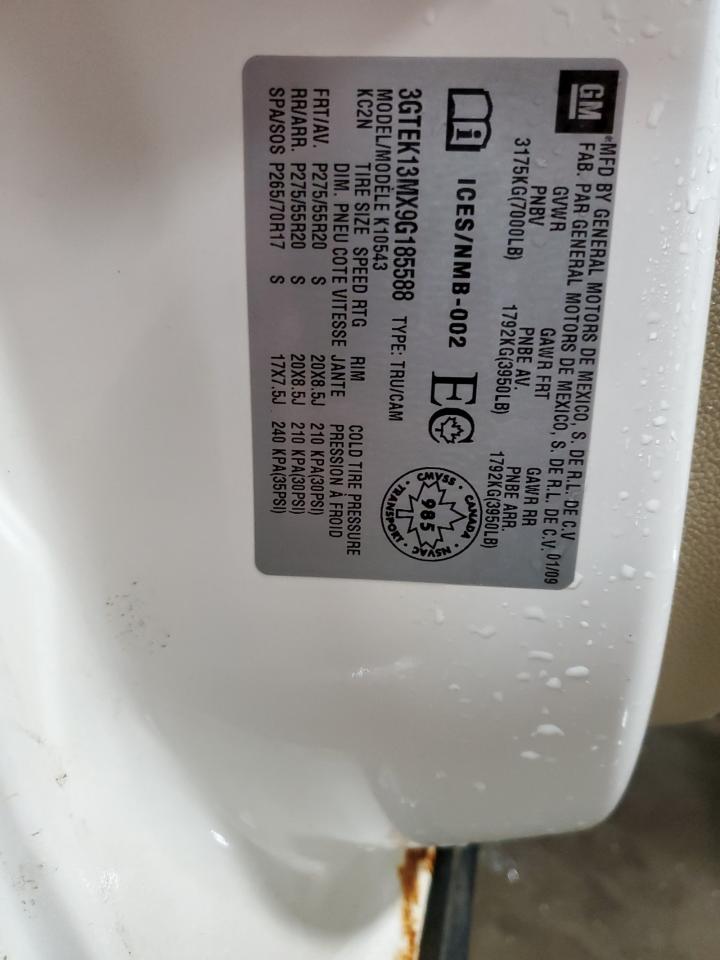 GM
*MFD BY GENERAL MOTORS DE MEXICO, S. DE R.L. DE C.V
FAB. PAR GENERAL MOTORS DE MEXICO, S. DE R.L. DE C.V. 01/09
GVWR GAWR FRT GAWR RR
PNBV PNBE AV. PNBE ARR.
3175KG(7000LB) 1792KG(3950LB) 1792KG(3950LB)
i ICES/NMB-002 EC
CANADA • NSVAC • TRANSPORT • CMVSS •
985
3GTEK13MX9G185588 TYPE: TRU/CAM
MODEL/MODÈLE K10543
KC2N TIRE SIZE SPEED RTG RIM COLD TIRE PRESSURE
DIM. PNEU COTE VITESSE JANTE PRESSION À FROID
FRT/AV. P275/55R20 S 20X8.5J 210 KPA(30PSI)
RR/ARR. P275/55R20 S 20X8.5J 210 KPA(30PSI)
SPA/SOS P265/70R17 S 17X7.5J 240 KPA(35PSI)